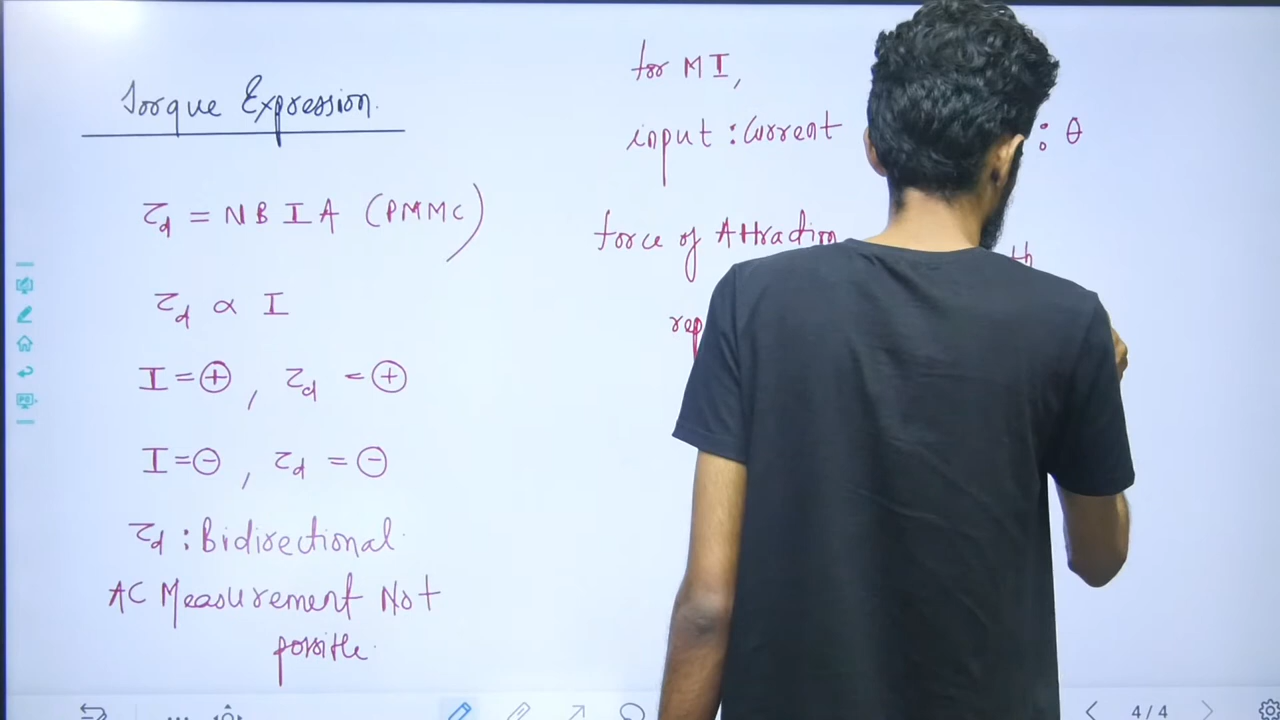 Torque Expression.
τd = NBIA (PMMC)
τd ∝ I
I = ⊕, τd = ⊕
I = ⊖, τd = ⊖
τd : Bidirectional.
AC Measurement Not
possible.
for MI,
input : Current : θ
force of Attraction
4/4